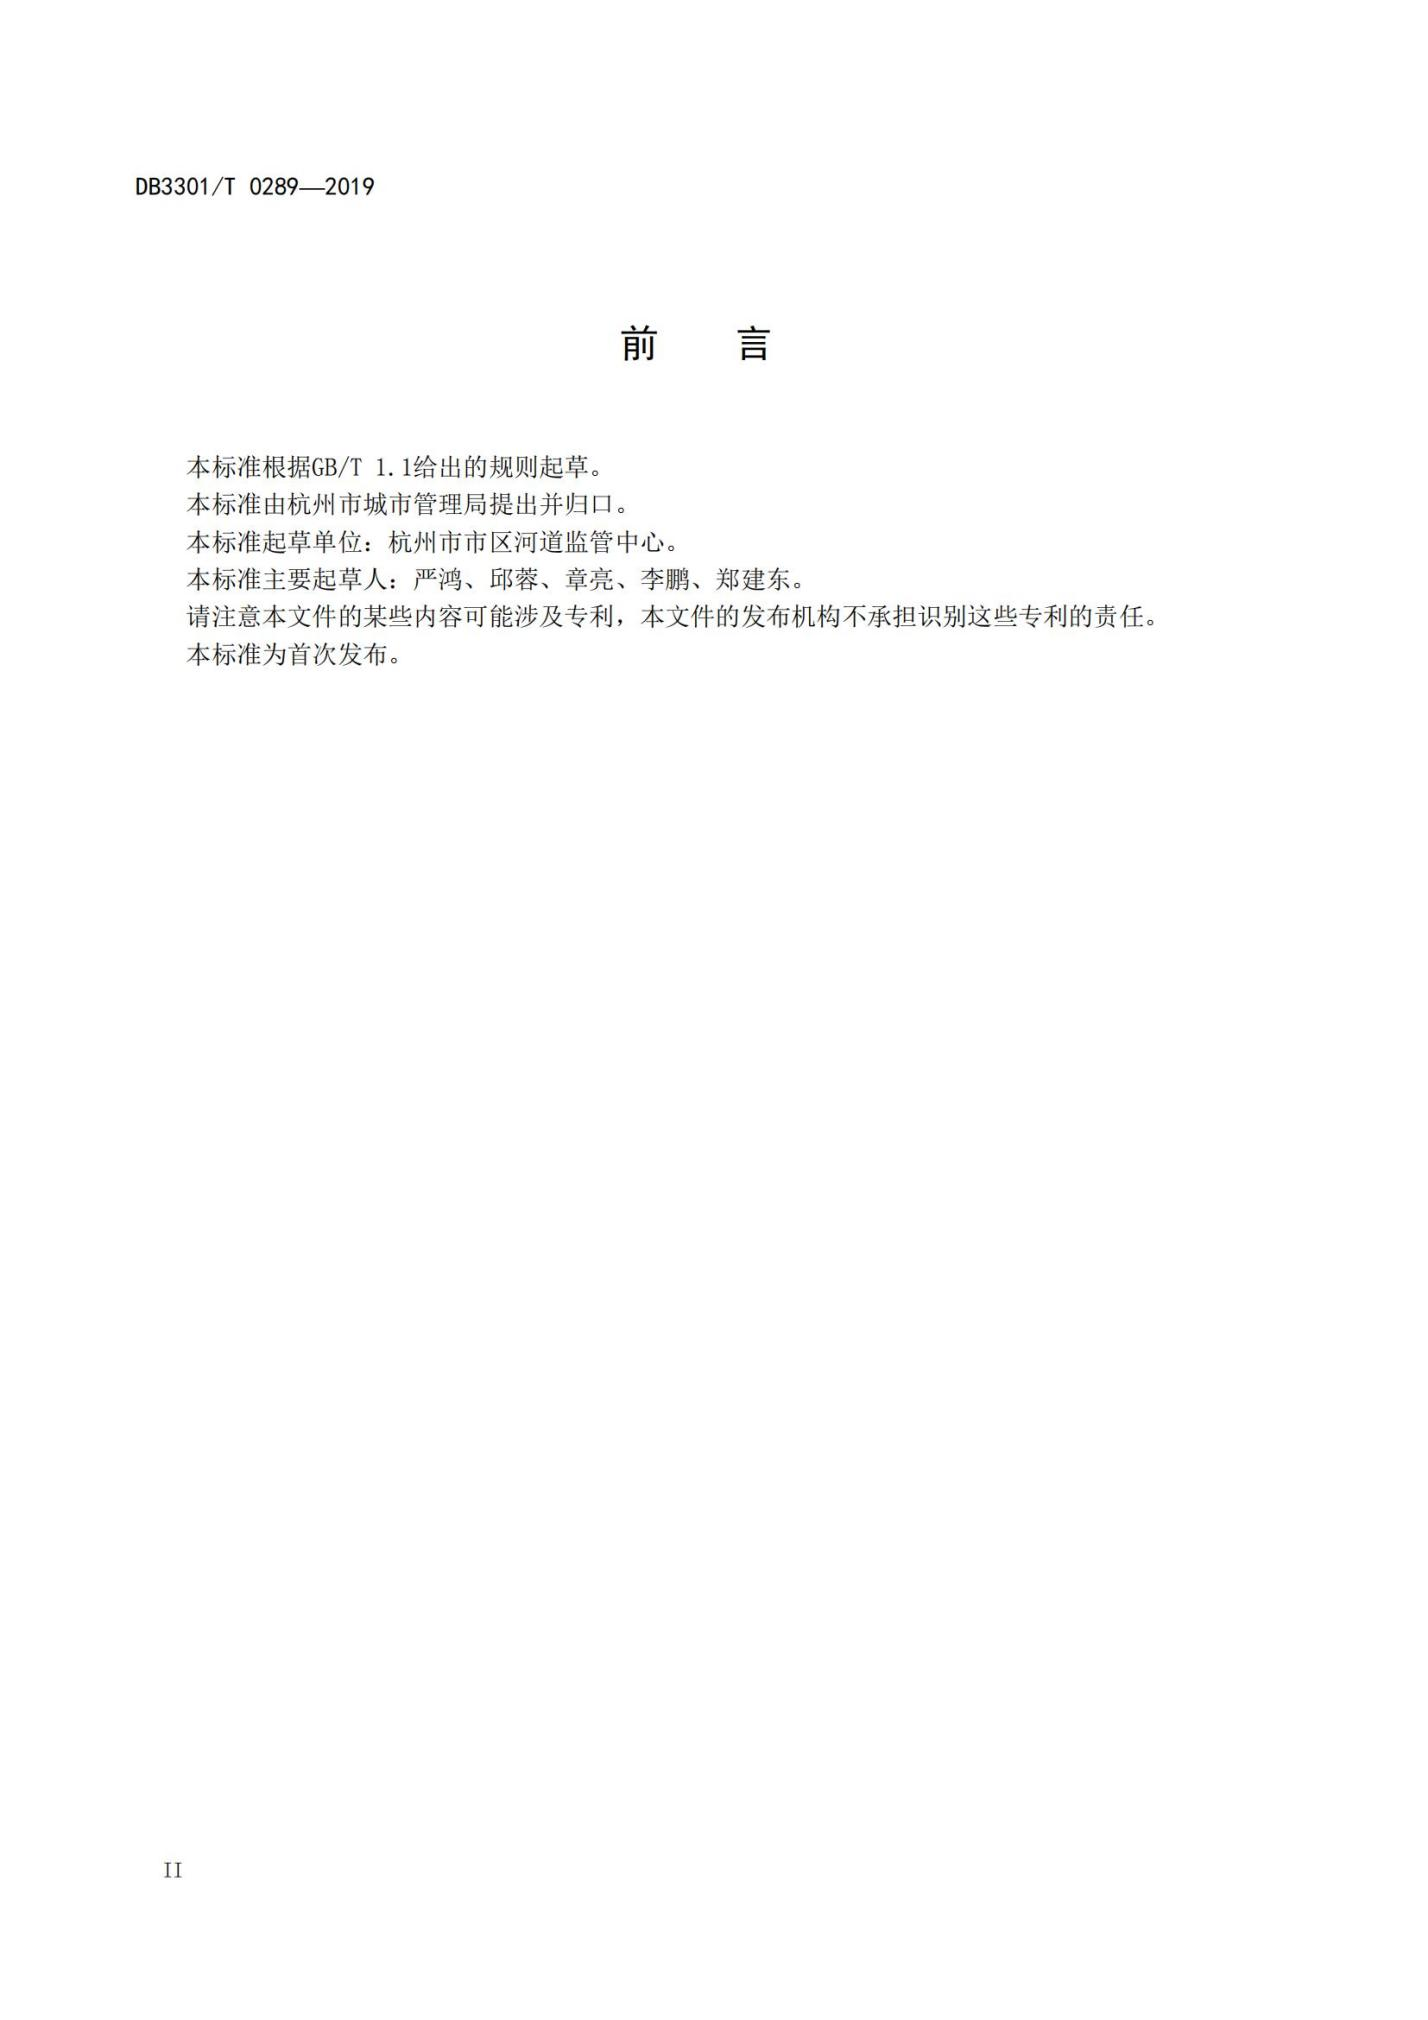 DB3301/T 0289—2019
前 言
本标准根据GB/T 1.1给出的规则起草。
本标准由杭州市城市管理局提出并归口。
本标准起草单位：杭州市市区河道监管中心。
本标准主要起草人：严鸿、邱蓉、章亮、李鹏、郑建东。
请注意本文件的某些内容可能涉及专利，本文件的发布机构不承担识别这些专利的责任。
本标准为首次发布。
II